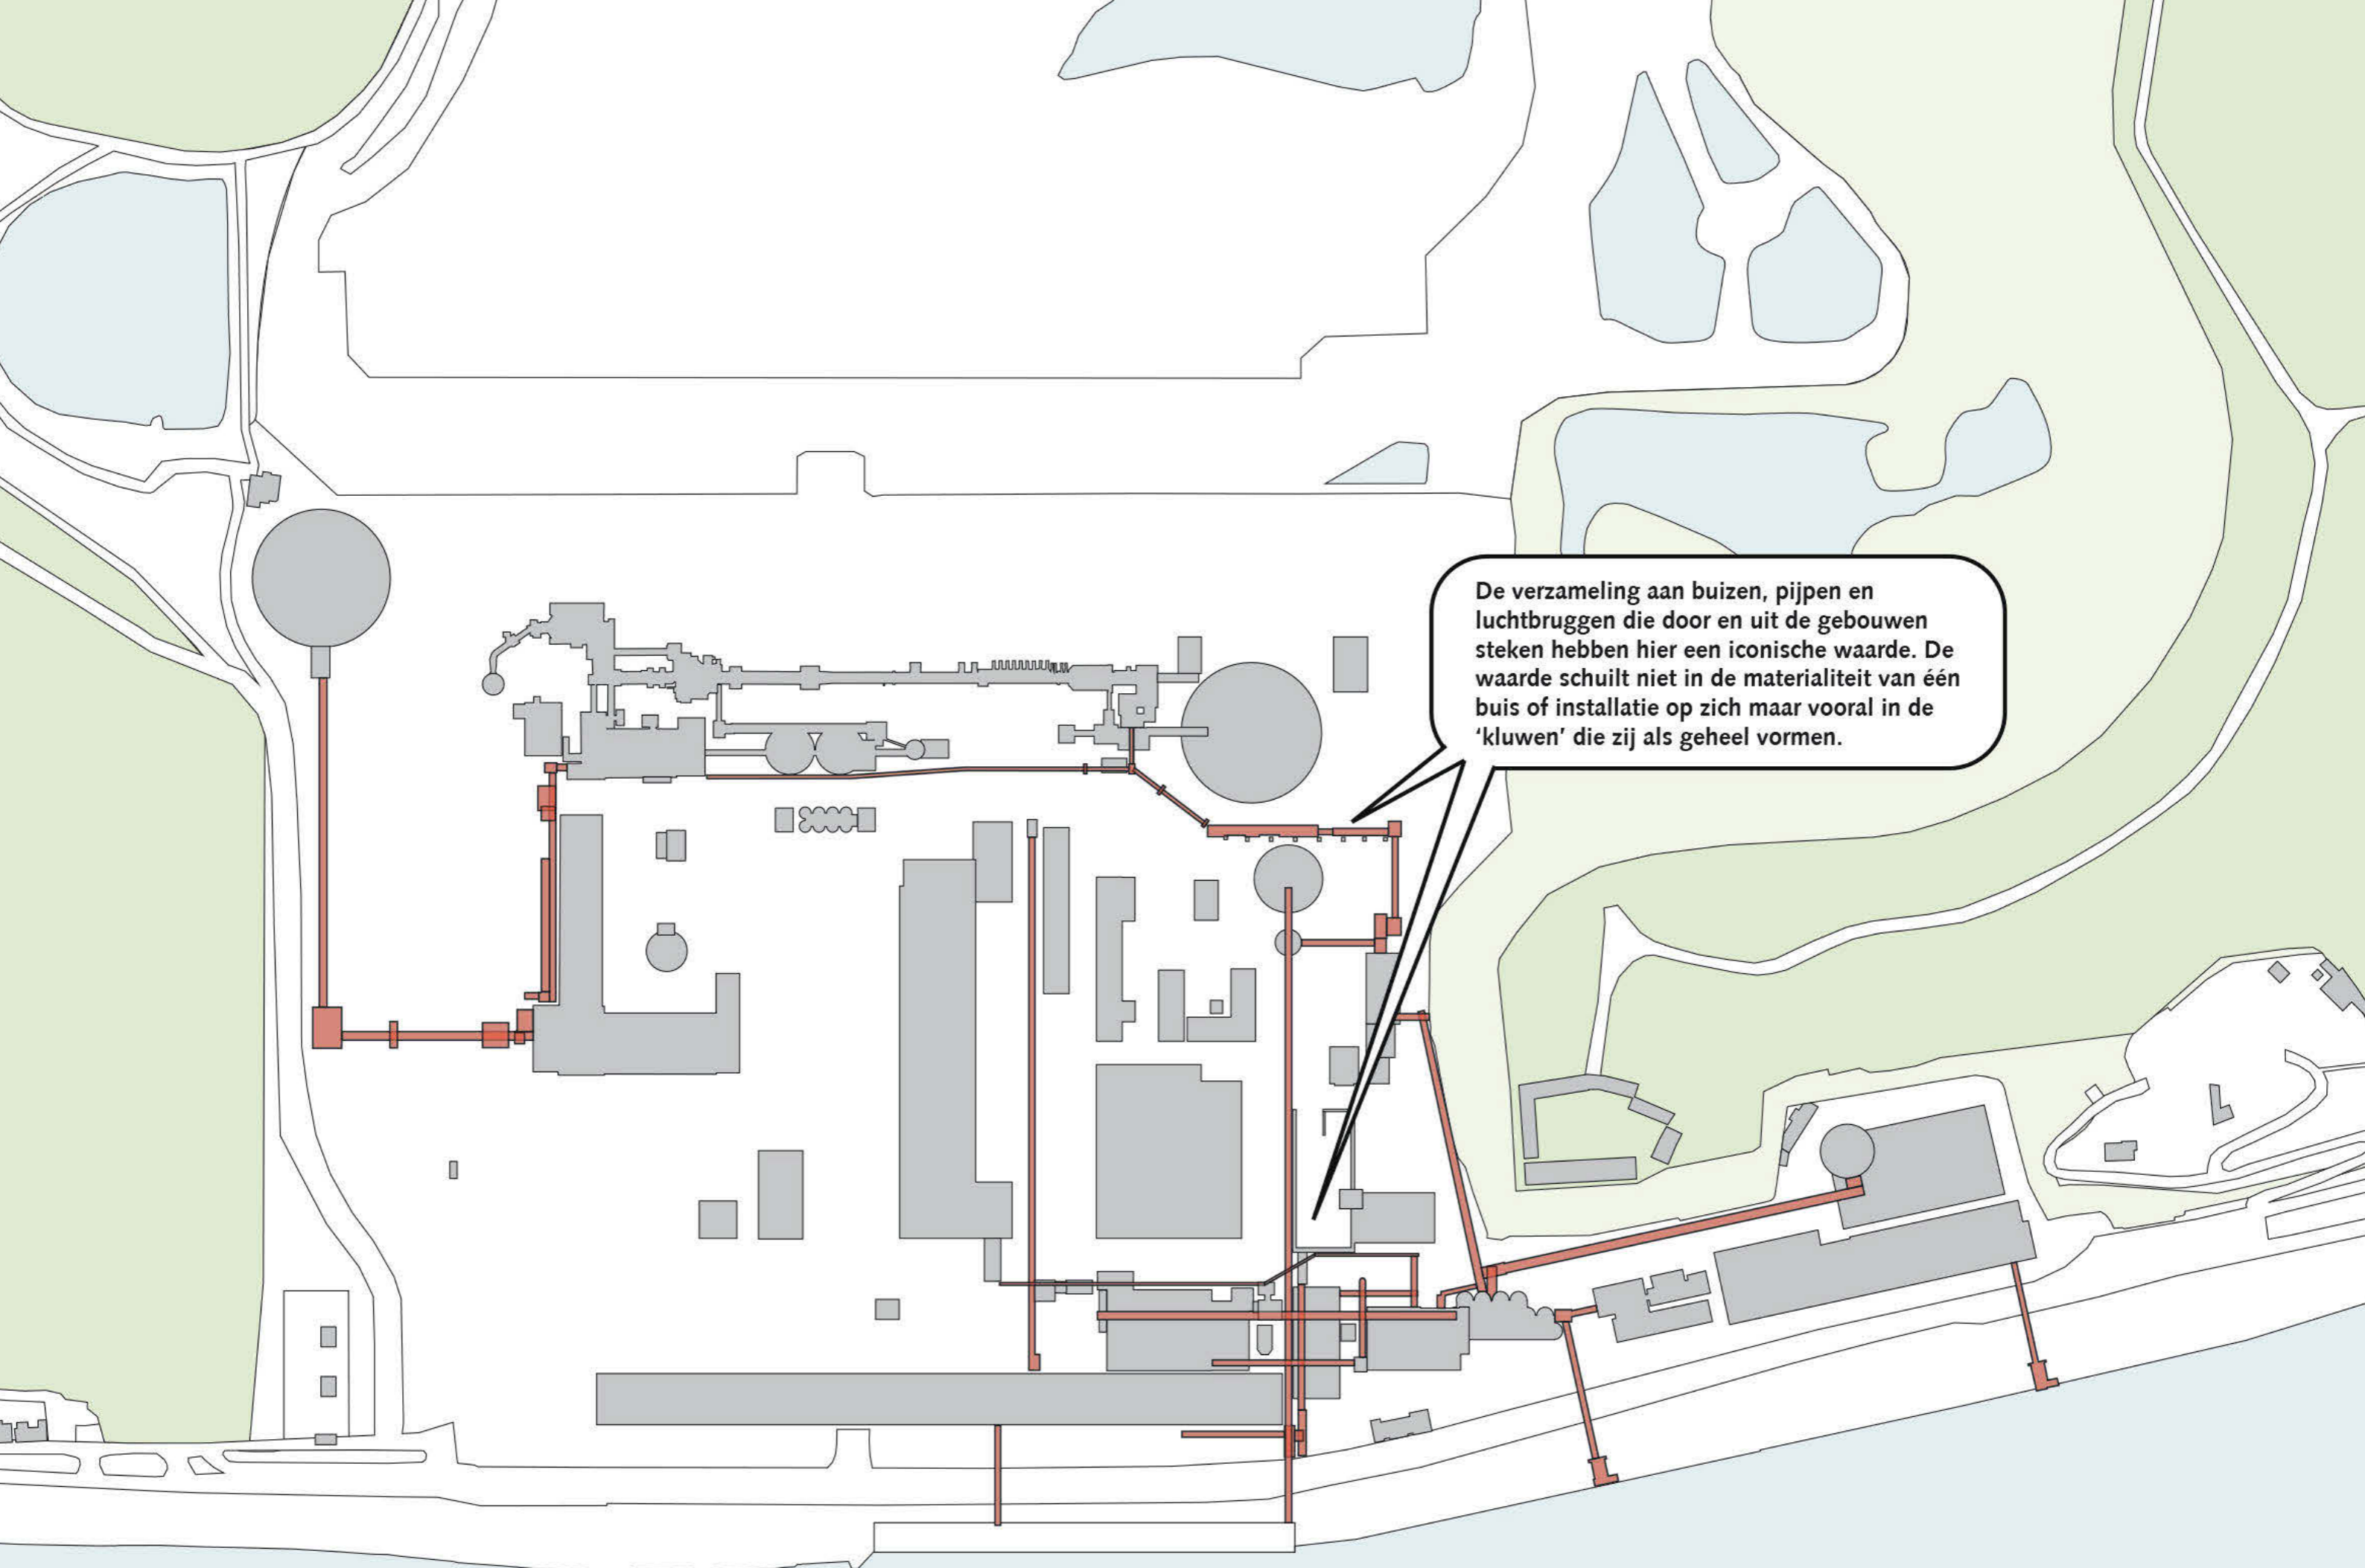 De verzameling aan buizen, pijpen en
luchtbruggen die door en uit de gebouwen
steken hebben hier een iconische waarde. De
waarde schuilt niet in de materialiteit van één
buis of installatie op zich maar vooral in de
‘kluwen’ die zij als geheel vormen.